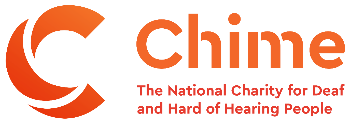 Chime
The National Charity for Deaf
and Hard of Hearing People